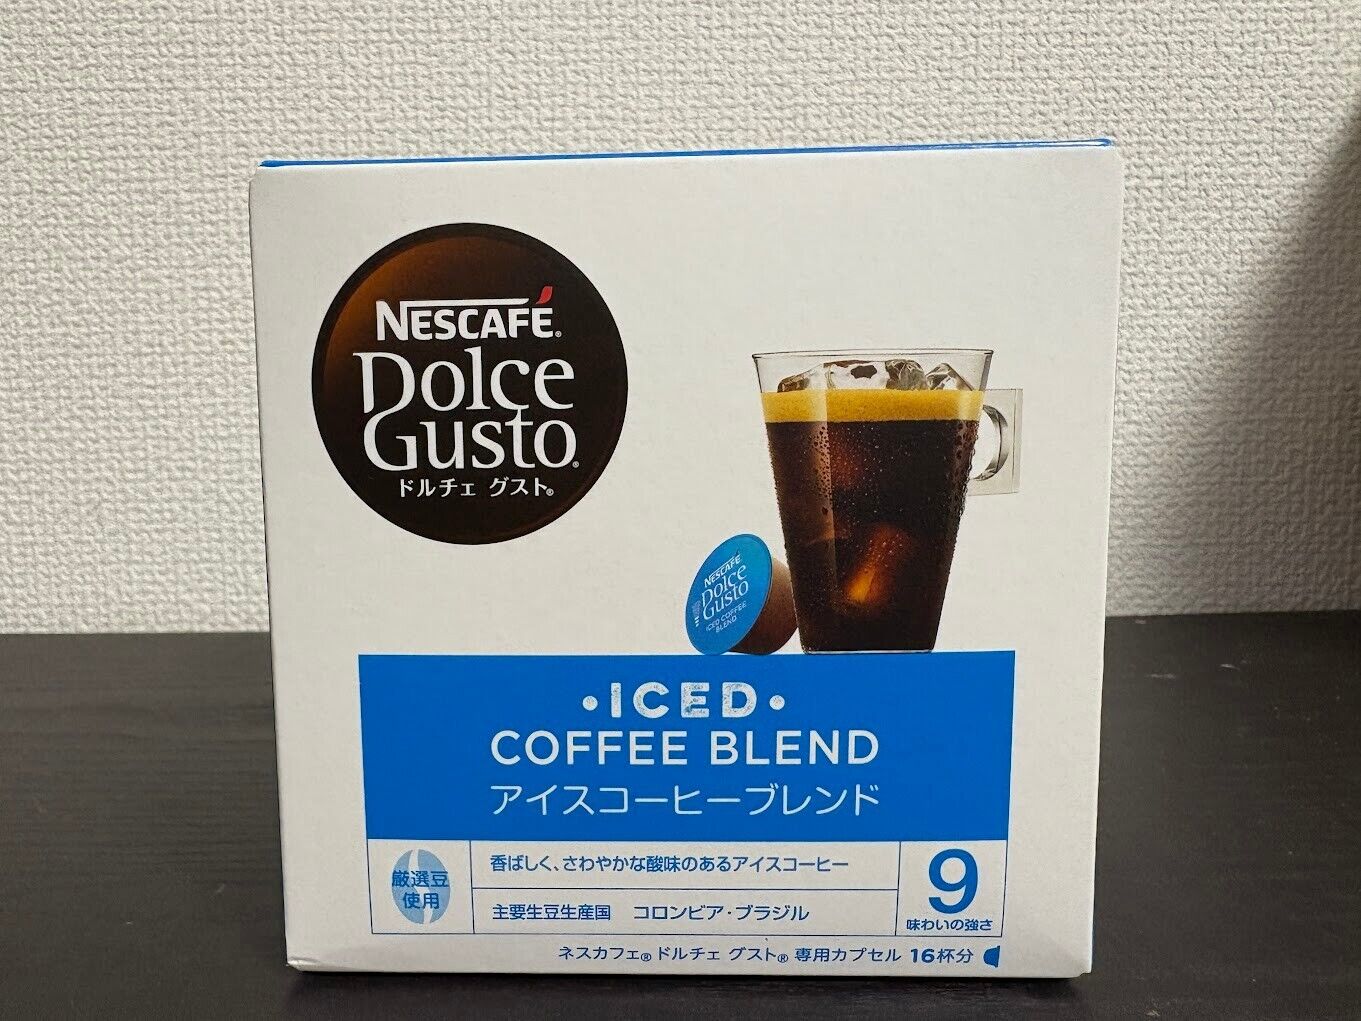 NESCAFÉ®
Dolce
Gusto®
ドルチェ グスト®
NESCAFÉ
Dolce
Gusto
ICED COFFEE
BLEND
・ICED・
COFFEE BLEND
アイスコーヒーブレンド
厳選豆
使用
香ばしく、さわやかな酸味のあるアイスコーヒー
主要生豆生産国 コロンビア・ブラジル
9
味わいの強さ
ネスカフェ® ドルチェ グスト® 専用カプセル 16杯分